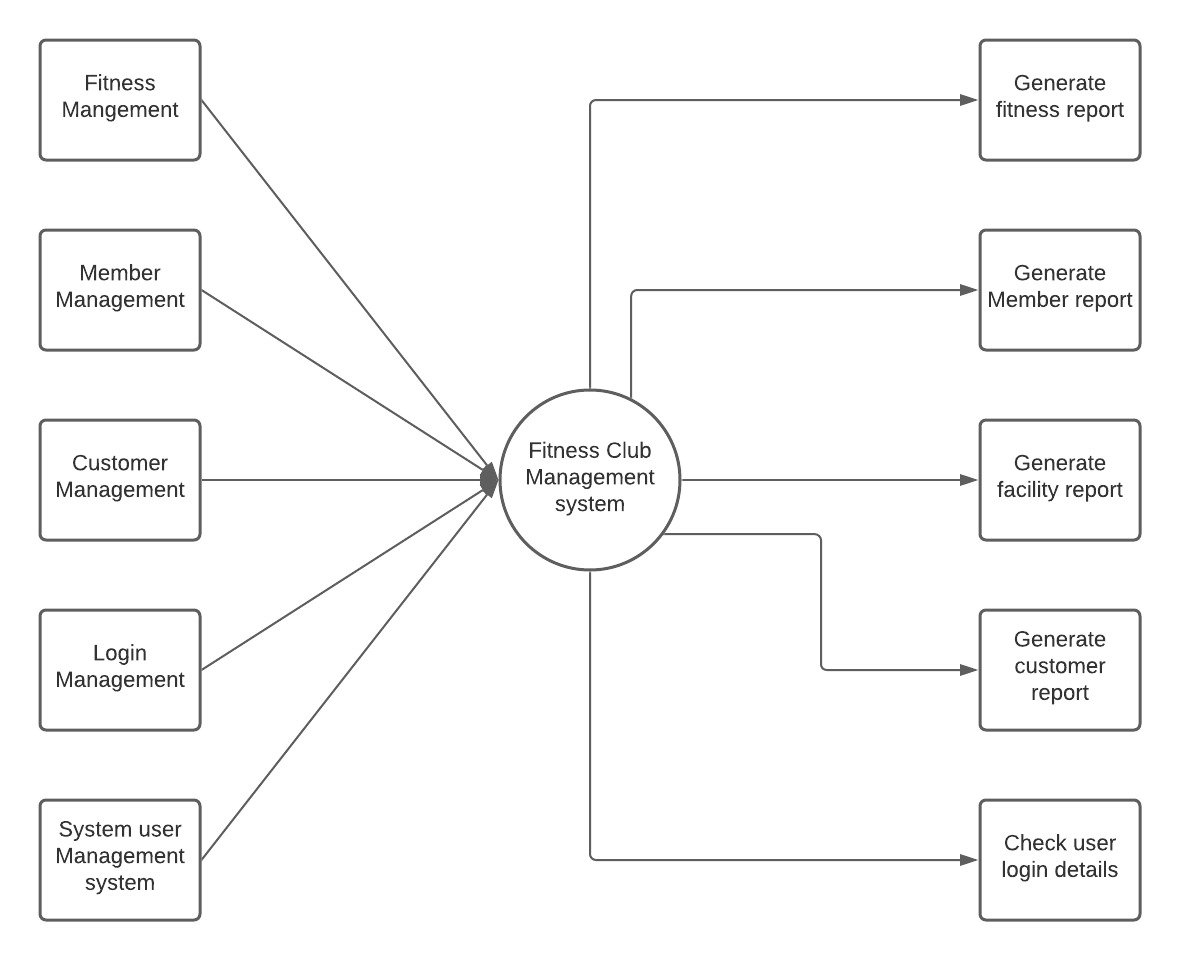 Fitness
Mangement
Member
Management
Customer
Management
Login
Management
System user
Management
system
Fitness Club
Management
system
Generate
fitness report
Generate
Member report
Generate
facility report
Generate
customer
report
Check user
login details